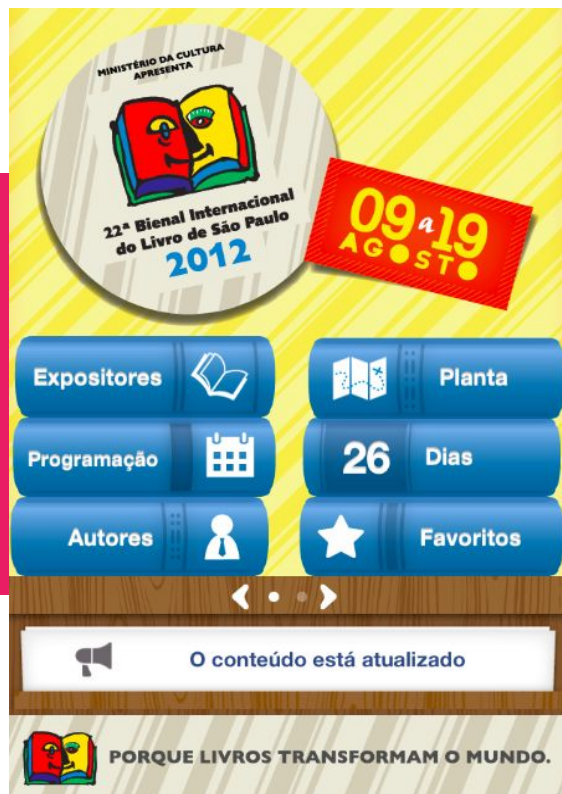 MINISTÉRIO DA CULTURA
APRESENTA
22ª Bienal Internacional
do Livro de São Paulo
2012
09 a 19
AGOSTO
Expositores
Planta
Programação
26 Dias
Autores
Favoritos
O conteúdo está atualizado
PORQUE LIVROS TRANSFORMAM O MUNDO.